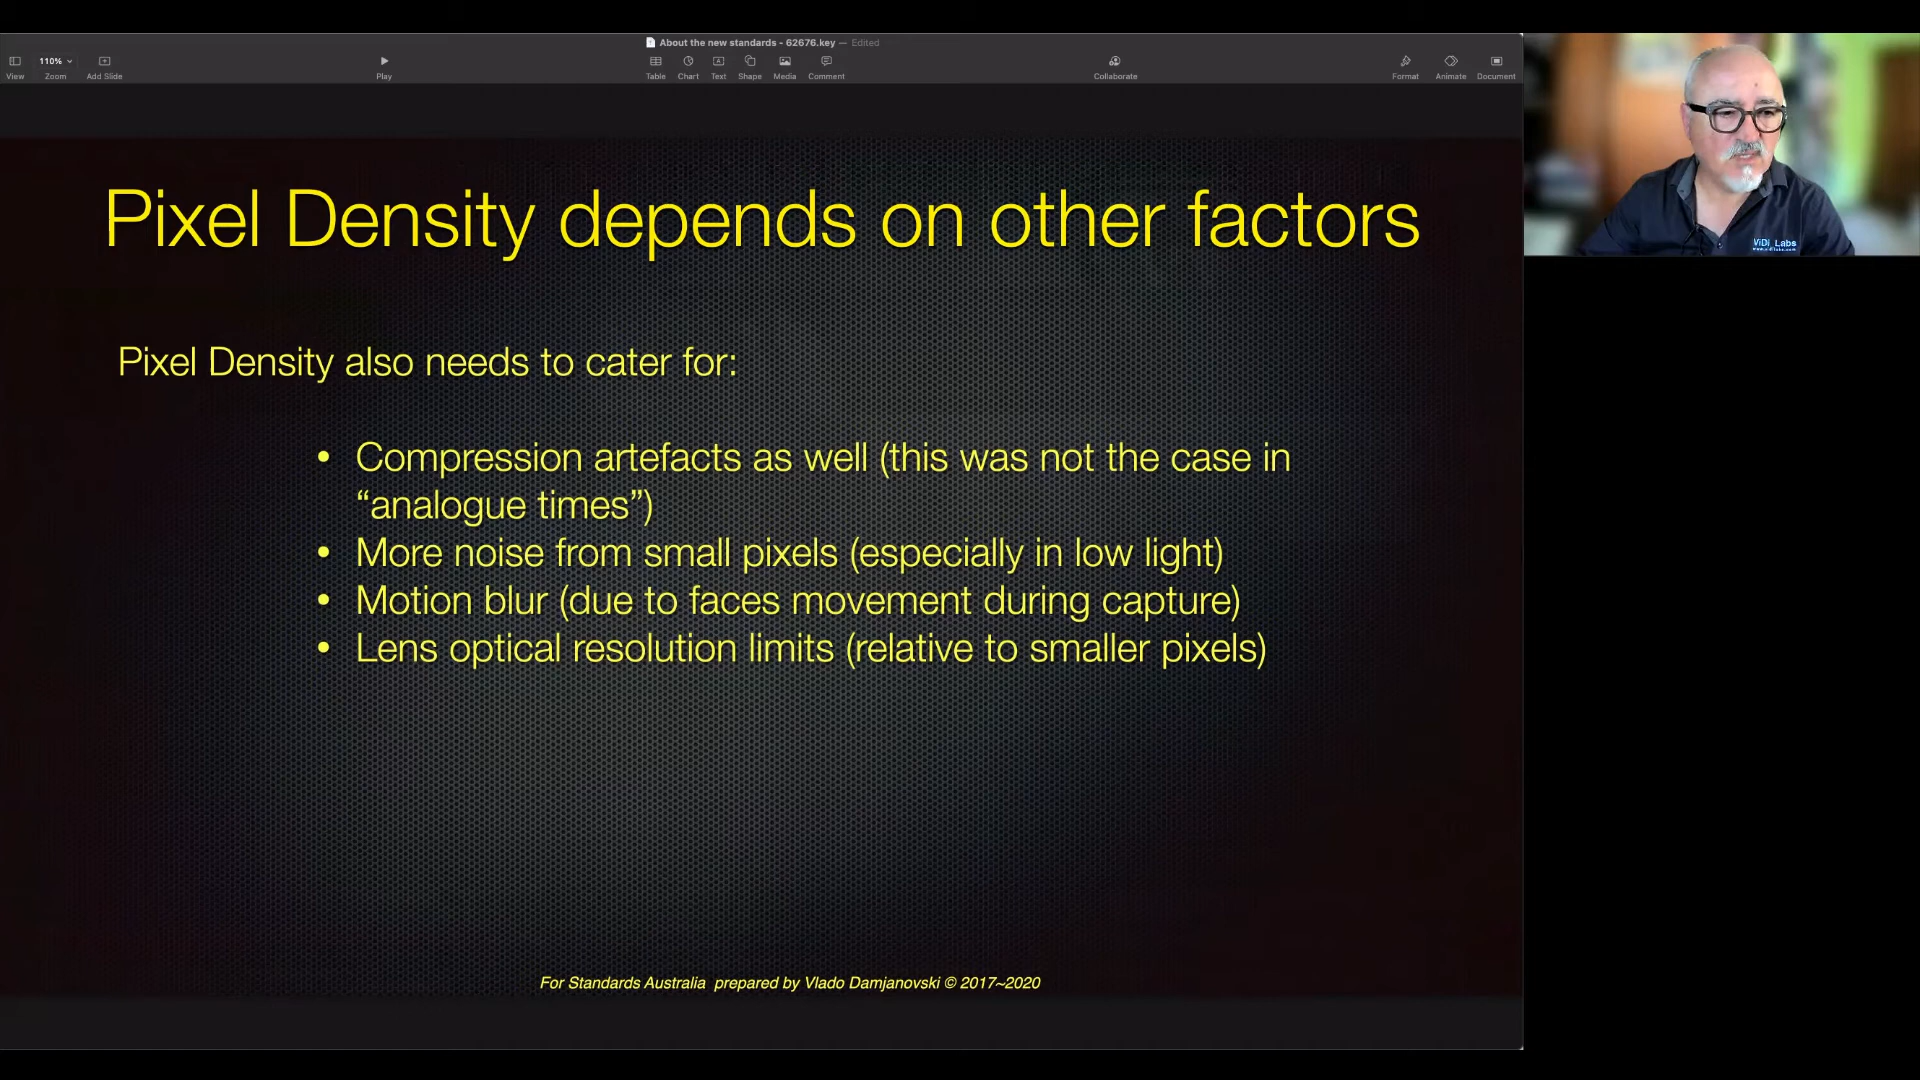 About the new standards - 62676.key — Edited
110%
View Zoom Add Slide Play Table Chart Text Shape Media Comment Collaborate Format Animate Document
Pixel Density depends on other factors
Pixel Density also needs to cater for:
• Compression artefacts as well (this was not the case in
“analogue times”)
• More noise from small pixels (especially in low light)
• Motion blur (due to faces movement during capture)
• Lens optical resolution limits (relative to smaller pixels)
For Standards Australia prepared by Vlado Damjanovski © 2017~2020
ViDi Labs
www.vidilabs.com